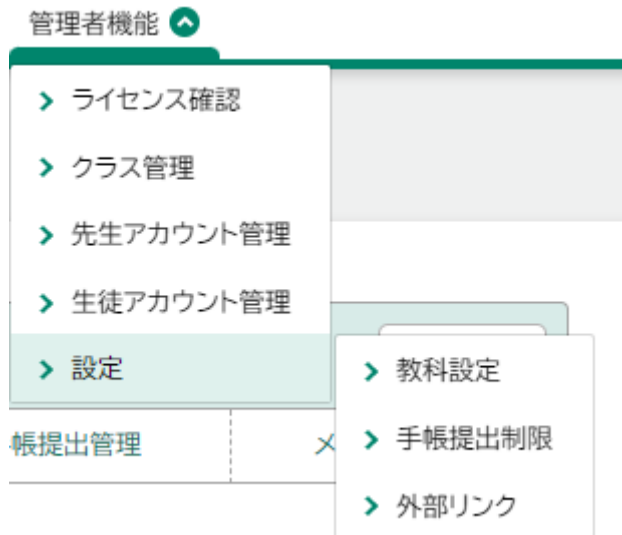 管理者機能
ライセンス確認
クラス管理
先生アカウント管理
生徒アカウント管理
設定
教科設定
帳提出管理
メ
手帳提出制限
外部リンク